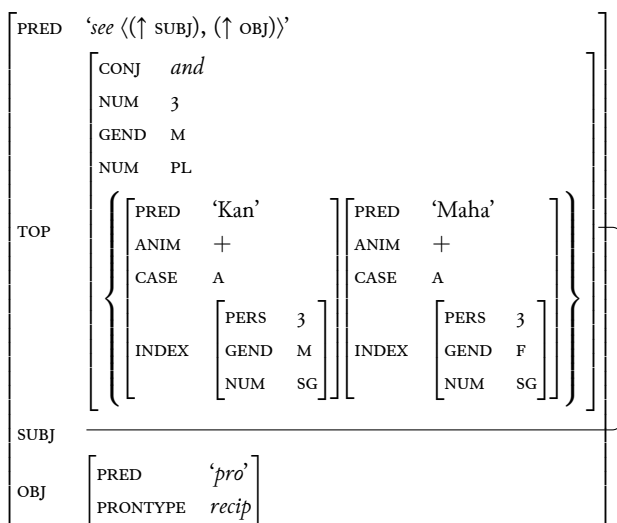 PRED ‘see ⟨(↑ SUBJ), (↑ OBJ)⟩’
CONJ and
NUM 3
GEND M
NUM PL
TOP
PRED ‘Kan’ PRED ‘Maha’
ANIM + ANIM +
CASE A CASE A
PERS 3 PERS 3
INDEX GEND M INDEX GEND F
NUM SG NUM SG
SUBJ
OBJ
PRED ‘pro’
PRONTYPE recip